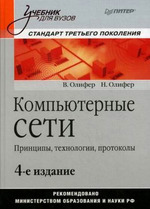 Учебник
ДЛЯ ВУЗОВ
ПИТЕР
СТАНДАРТ ТРЕТЬЕГО ПОКОЛЕНИЯ
В. Олифер Н. Олифер
Компьютерные
сети
Принципы, технологии, протоколы
4-е издание
РЕКОМЕНДОВАНО
МИНИСТЕРСТВОМ ОБРАЗОВАНИЯ И НАУКИ РФ